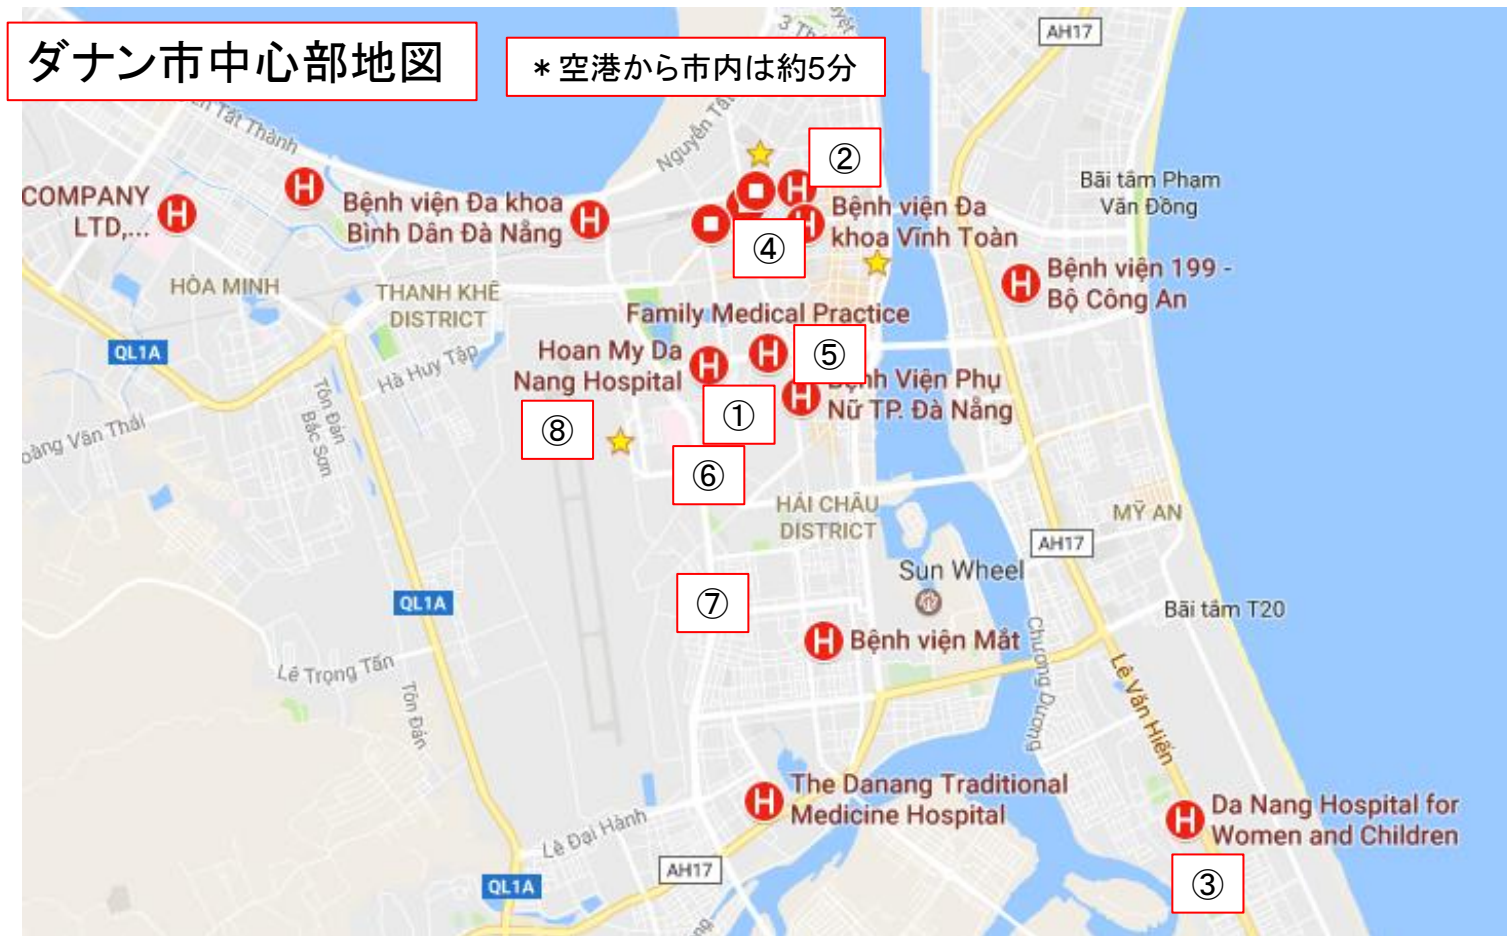 ダナン市中心部地図
＊空港から市内は約5分
3 Th
AH17
Tất Thành
Nguyễn Tất
②
COMPANY
LTD,...
Bệnh viện Đa khoa
Bình Dân Đà Nẵng
④
Bệnh viện Đa
khoa Vĩnh Toàn
Bãi tâm Phạm
Văn Đồng
Bệnh viện 199 -
Bộ Công An
HÒA MINH
THANH KHÊ
DISTRICT
Family Medical Practice
QL1A
Hà Huy Tập
Hoan My Da
Nang Hospital
⑤
Bệnh Viện Phụ
Nữ TP. Đà Nẵng
①
⑧
Tôn Đản
Bắc Sơn
oàng Văn Thái
⑥
HẢI CHÂU
DISTRICT
MỸ AN
AH17
Sun Wheel
QL1A
⑦
Bãi tâm T20
Bệnh viện Mắt
Lê Trọng Tấn
Tôn Đản
Chương Dương
Lê Văn Hiến
The Danang Traditional
Medicine Hospital
Da Nang Hospital for
Women and Children
Lê Đại Hành
AH17
QL1A
③